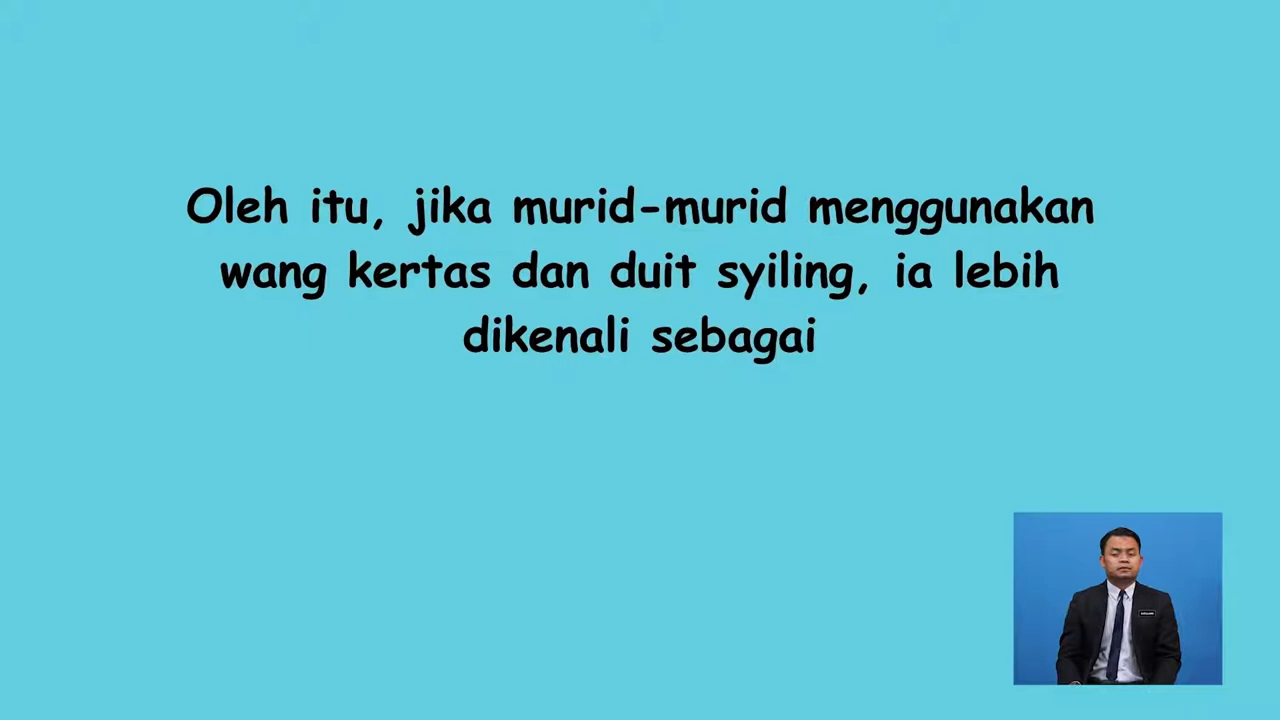 Oleh itu, jika murid-murid menggunakan
wang kertas dan duit syiling, ia lebih
dikenali sebagai